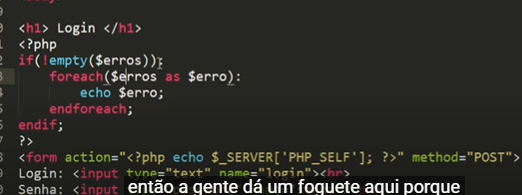 <h1> Login </h1>
<?php
if(!empty($erros)):
foreach($erros as $erro):
echo $erro;
endforeach;
endif;
?>
<form action="<?php echo $_SERVER['PHP_SELF']; ?>" method="POST">
Login: <input type="text" name="login"><br>
Senha: <input
então a gente dá um foguete aqui porque